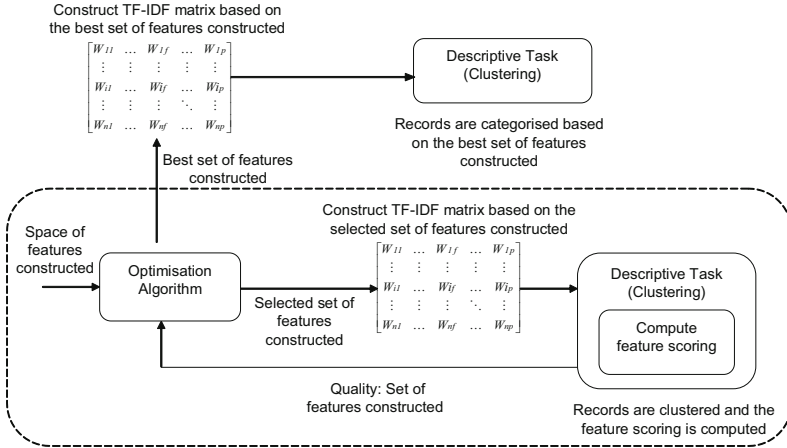 Construct TF-IDF matrix based on
the best set of features constructed
W11 … W1f … W1p
⋮ ⋮ ⋮ ⋮ ⋮
Wi1 … Wif … Wip
⋮ ⋮ ⋮ ⋱ ⋮
Wn1 … Wnf … Wnp
Descriptive Task
(Clustering)
Records are categorised based
on the best set of features
constructed
Best set of features
constructed
Space of
features
constructed
Optimisation
Algorithm
Selected set of
features
constructed
Construct TF-IDF matrix based on the
selected set of features constructed
W11 … W1f … W1p
⋮ ⋮ ⋮ ⋮ ⋮
Wi1 … Wif … Wip
⋮ ⋮ ⋮ ⋱ ⋮
Wn1 … Wnf … Wnp
Descriptive Task
(Clustering)
Compute
feature scoring
Quality: Set of
features constructed
Records are clustered and the
feature scoring is computed